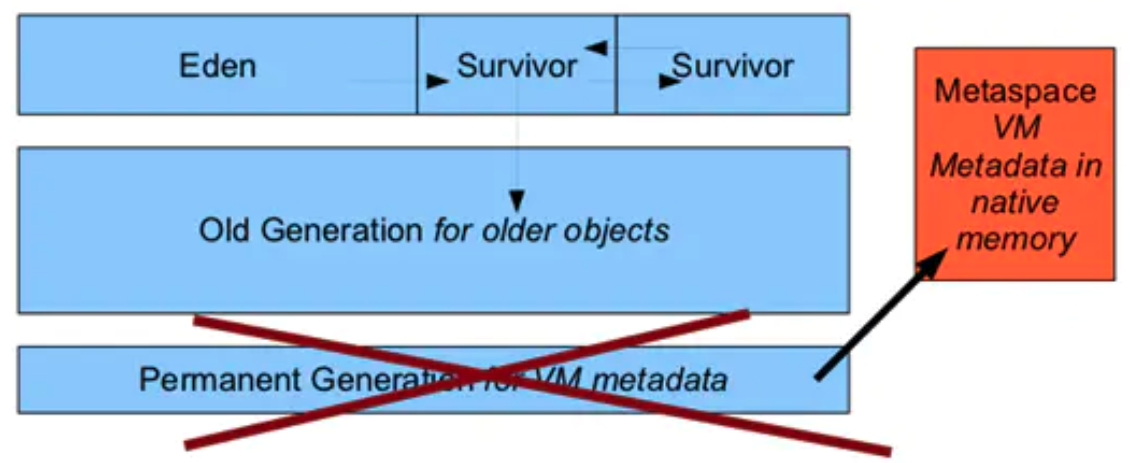 Eden
Survivor
Survivor
Old Generation for older objects
Permanent Generation for VM metadata
Metaspace
VM
Metadata in
native
memory